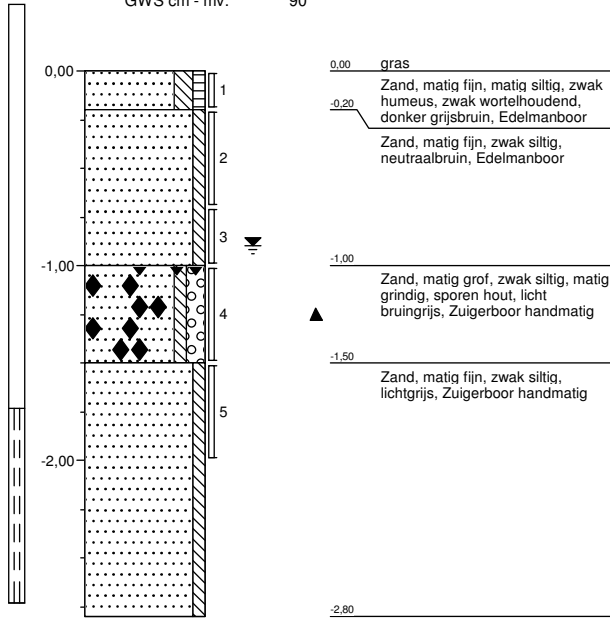 GWS cm - mv. 90
0,00
1
2
3
-1,00
4
5
-2,00
0,00 gras
Zand, matig fijn, matig siltig, zwak
humeus, zwak wortelhoudend,
donker grijsbruin, Edelmanboor
-0,20
Zand, matig fijn, zwak siltig,
neutraalbruin, Edelmanboor
-1,00
Zand, matig grof, zwak siltig, matig
grindig, sporen hout, licht
bruingrijs, Zuigerboor handmatig
-1,50
Zand, matig fijn, zwak siltig,
lichtgrijs, Zuigerboor handmatig
-2,80